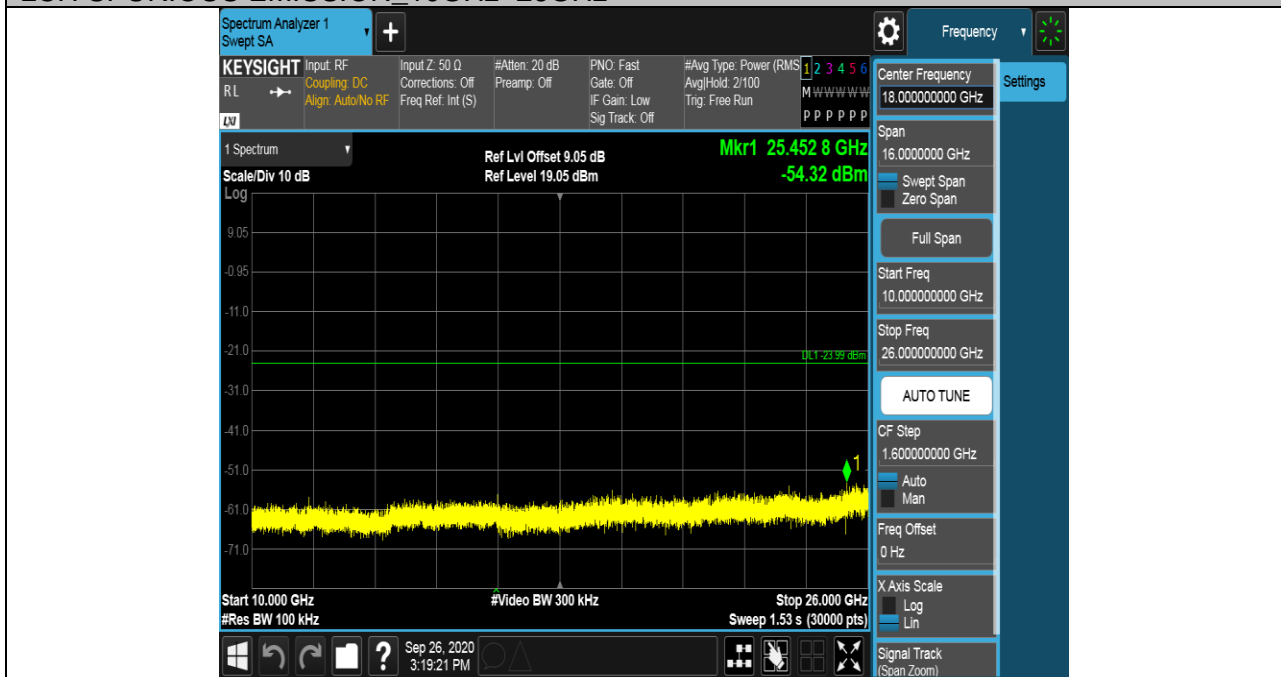 Spectrum Analyzer 1
Swept SA
+
Frequency
KEYSIGHT
RL
LXI
Input: RF
Coupling: DC
Align: Auto/No RF
Input Z: 50 Ω
Corrections: Off
Freq Ref: Int (S)
#Atten: 20 dB
Preamp: Off
PNO: Fast
Gate: Off
IF Gain: Low
Sig Track: Off
#Avg Type: Power (RMS
Avg|Hold: 2/100
Trig: Free Run
1 2 3 4 5 6
M W W W W W
P P P P P P
Center Frequency
18.000000000 GHz
Settings
1 Spectrum
Scale/Div 10 dB
Log
Ref Lvl Offset 9.05 dB
Ref Level 19.05 dBm
Mkr1 25.452 8 GHz
-54.32 dBm
Span
16.0000000 GHz
Swept Span
Zero Span
Full Span
Start Freq
10.000000000 GHz
Stop Freq
26.000000000 GHz
AUTO TUNE
CF Step
1.600000000 GHz
Auto
Man
Freq Offset
0 Hz
X Axis Scale
Log
Lin
Signal Track
(Span Zoom)
9.05
-0.95
-11.0
-21.0
DL1 -23.99 dBm
-31.0
-41.0
-51.0
1
-61.0
-71.0
Start 10.000 GHz
#Res BW 100 kHz
#Video BW 300 kHz
Stop 26.000 GHz
Sweep 1.53 s (30000 pts)
?
Sep 26, 2020
3:19:21 PM